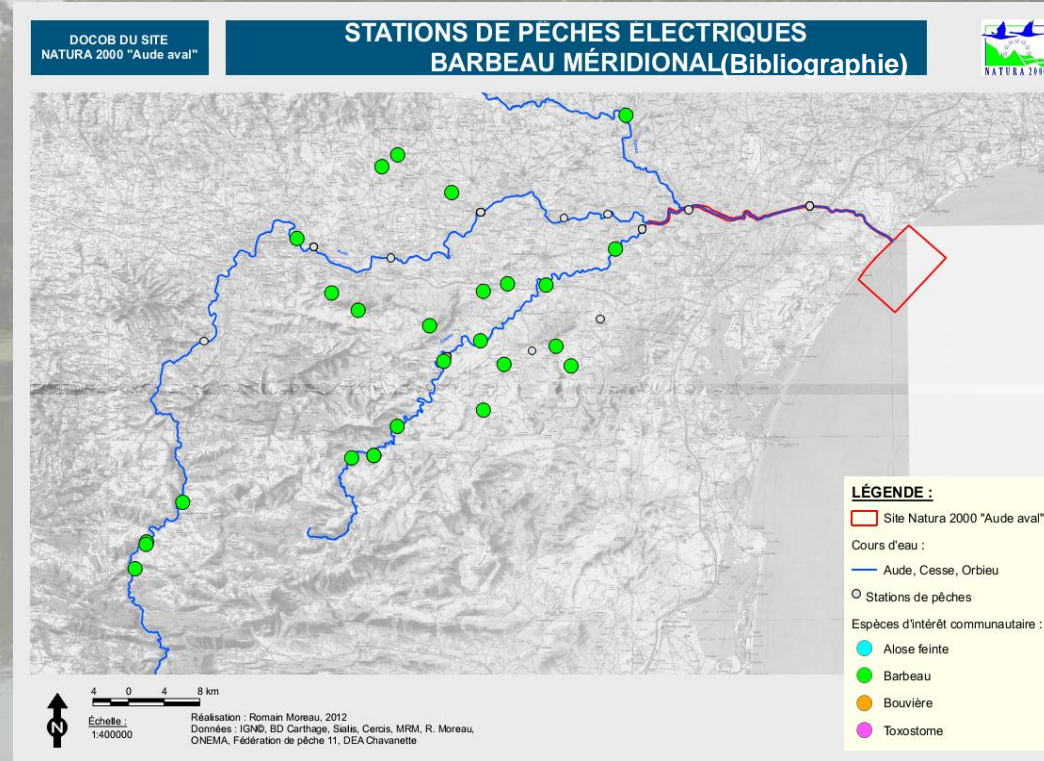 DOCOB DU SITE
NATURA 2000 "Aude aval"
STATIONS DE PÊCHES ÉLECTRIQUES
BARBEAU MÉRIDIONAL(Bibliographie)
NATURA 2000
LÉGENDE :
Site Natura 2000 "Aude aval"
Cours d'eau :
Aude, Cesse, Orbieu
Stations de pêches
Espèces d'intérêt communautaire :
Alose feinte
Barbeau
Bouvière
Toxostome
4 0 4 8 km
N
Échelle :
1:400000
Réalisation : Romain Moreau, 2012
Données : IGN©, BD Carthage, Sialis, Cercis, MRM, R. Moreau,
ONEMA, Fédération de pêche 11, DEA Chavanette